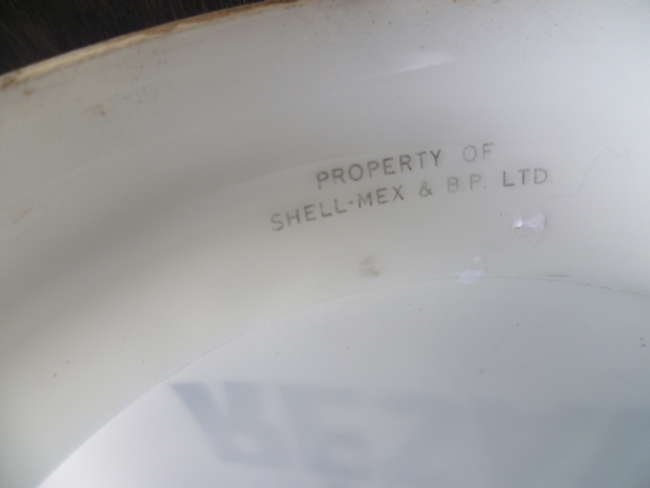 PROPERTY OF
SHELL-MEX & B.P. LTD